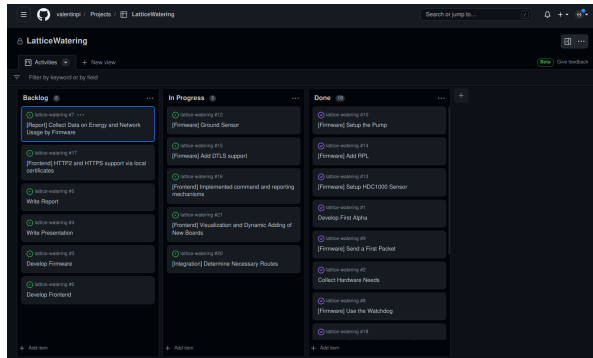 valentinpi / Projects / LatticeWatering
Search or jump to... /
LatticeWatering
Activities
+ New view
Beta Give feedback
Filter by keyword or by field
Backlog 6
lattice-watering #7
[Report] Collect Data on Energy and Network
Usage by Firmware
lattice-watering #17
[Frontend] HTTP2 and HTTPS support via local
certificates
lattice-watering #5
Write Report
lattice-watering #4
Write Presentation
lattice-watering #3
Develop Firmware
lattice-watering #6
Develop Frontend
+ Add item
In Progress 5
lattice-watering #12
[Firmware] Ground Sensor
lattice-watering #15
[Firmware] Add DTLS support
lattice-watering #16
[Frontend] Implemented command and reporting
mechanisms
lattice-watering #21
[Frontend] Visualization and Dynamic Adding of
New Boards
lattice-watering #20
[Integration] Determine Necessary Routes
+ Add item
Done 10
lattice-watering #10
[Firmware] Setup the Pump
lattice-watering #14
[Firmware] Add RPL
lattice-watering #13
[Firmware] Setup HDC1000 Sensor
lattice-watering #1
Develop First Alpha
lattice-watering #9
[Firmware] Send a First Packet
lattice-watering #2
Collect Hardware Needs
lattice-watering #8
[Firmware] Use the Watchdog
lattice-watering #18
+ Add item